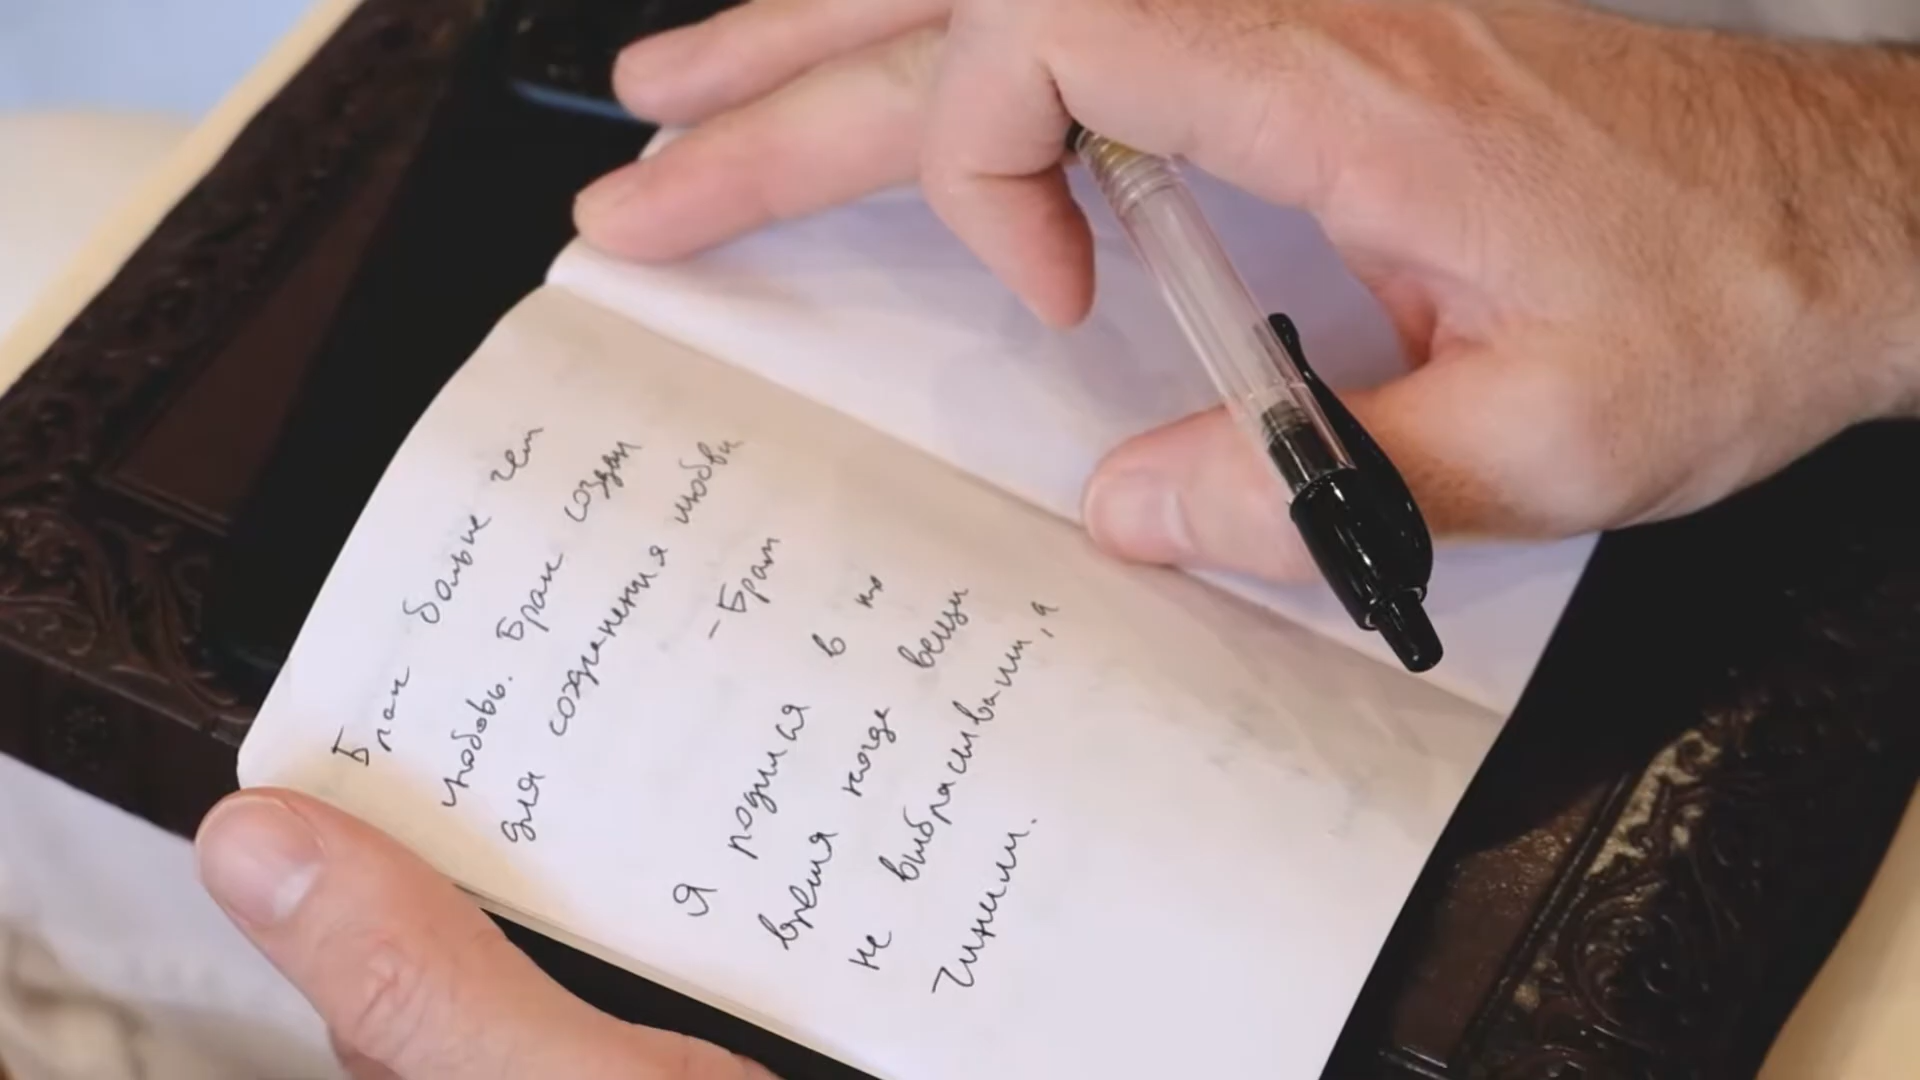 Брак больше чем
любовь. Брак создан
для сохранения любви
- Брат
Я родился в то
время когда вещи
не выбрасывали, а
чинили.